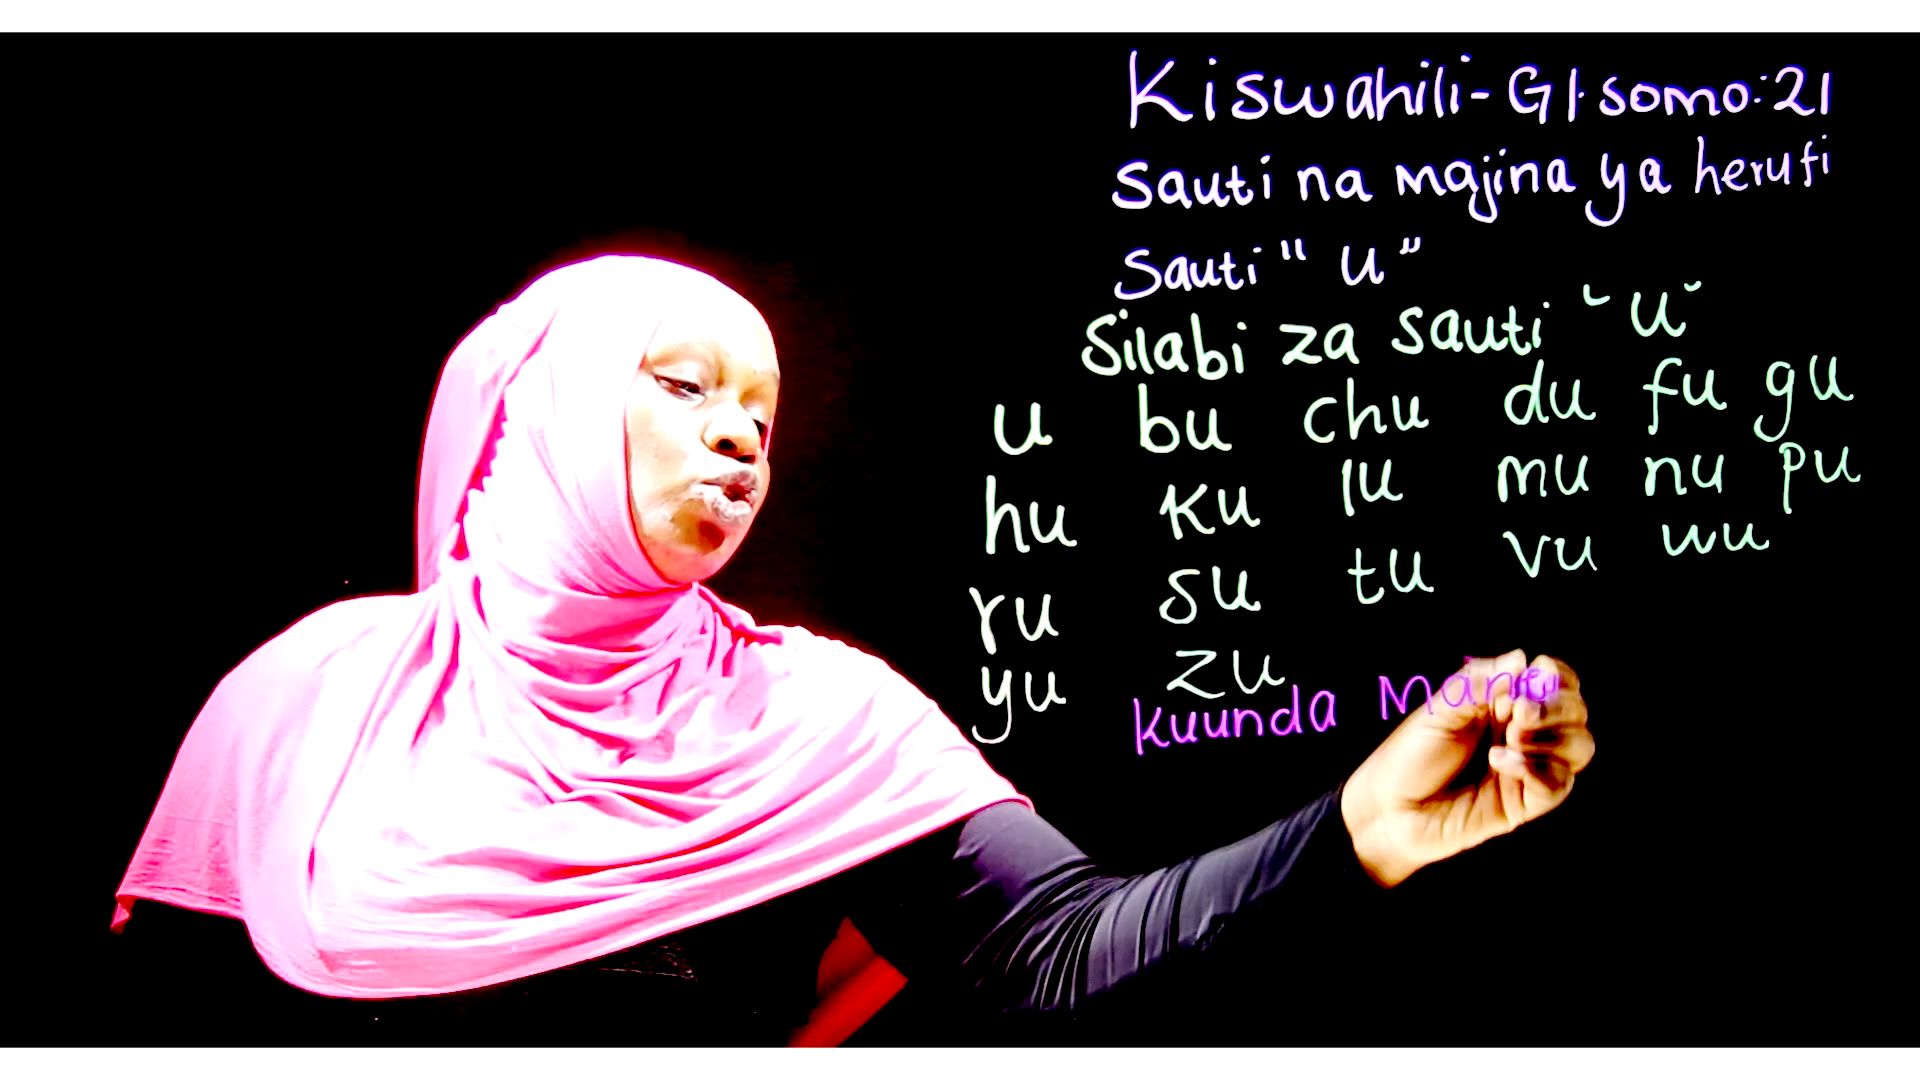 Kiswahili - G1. somo: 21
Sauti na majina ya herufi
Sauti "u"
Silabi za sauti "u"
u bu chu du fu gu
hu ku lu mu nu pu
ru su tu vu wu
yu zu
Kuunda